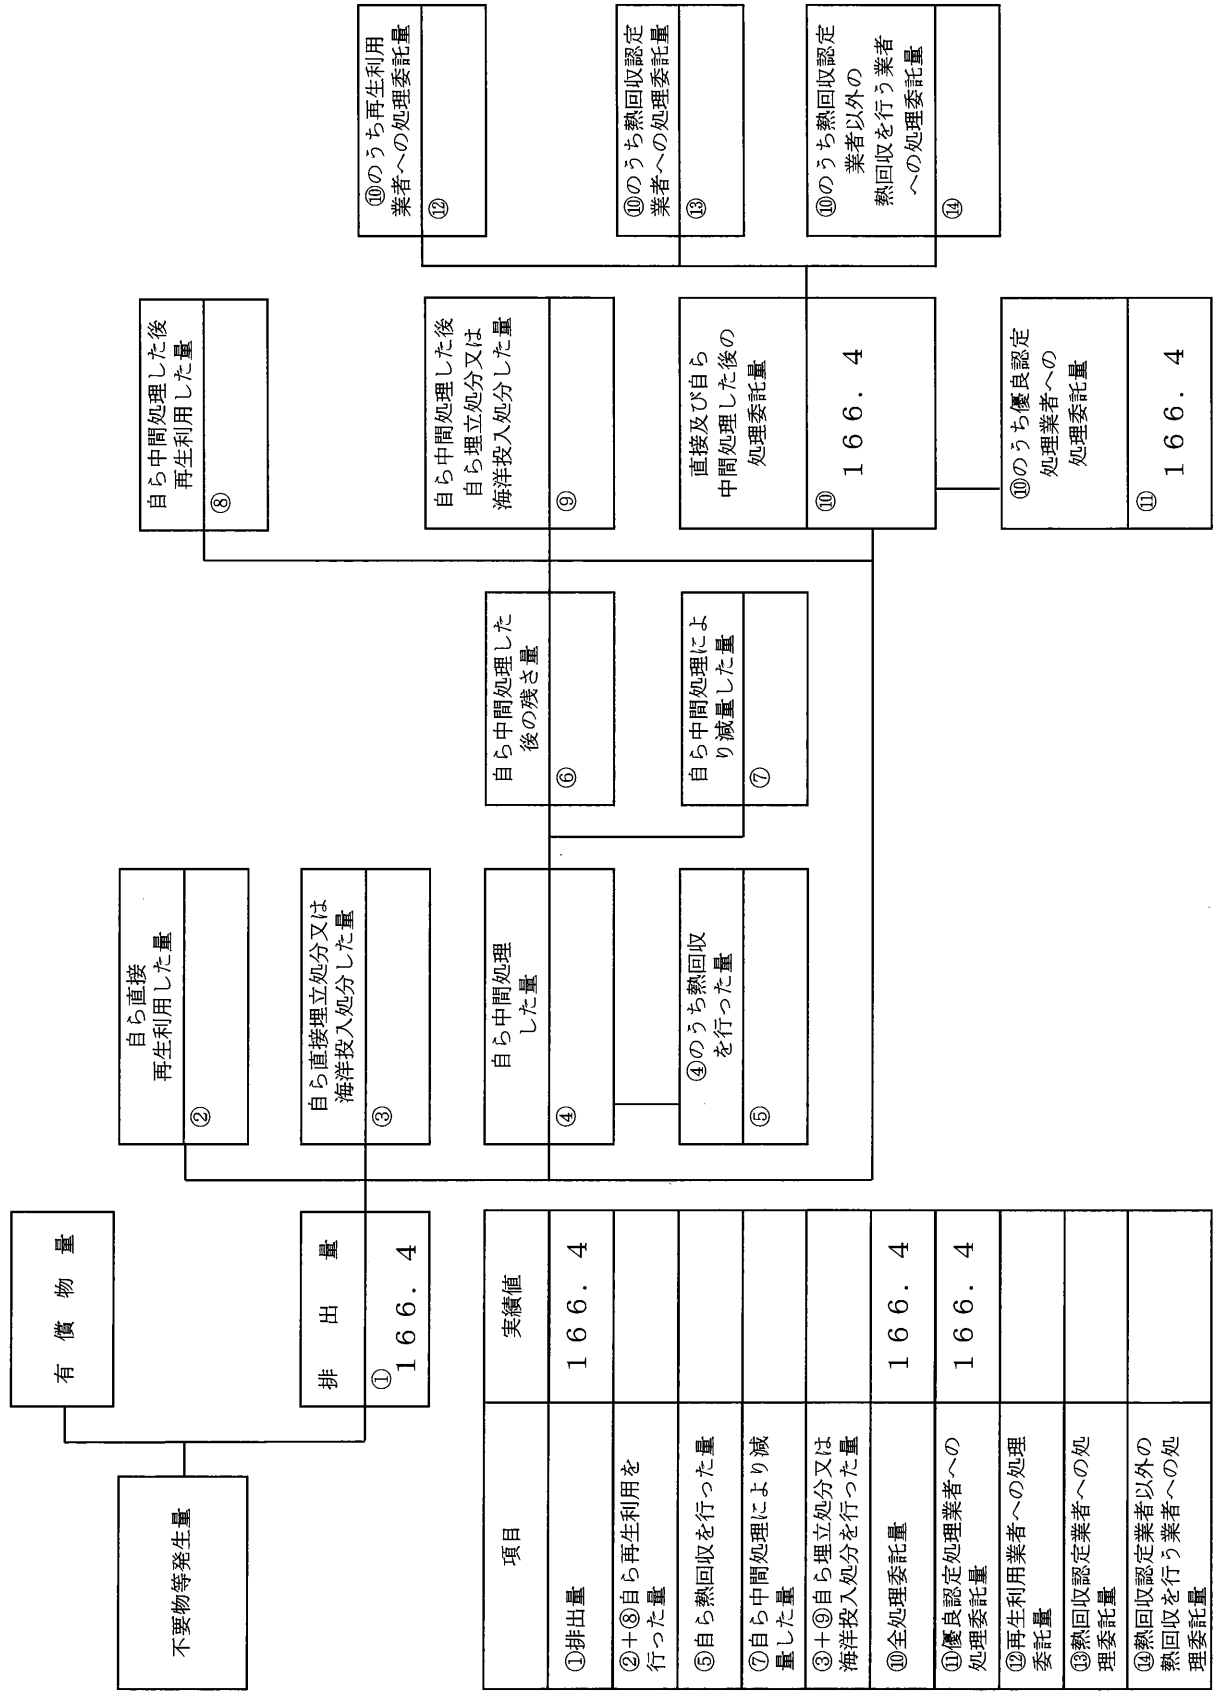 不要物等発生量
有償物量
排出量
①
166.4
自ら直接
再生利用した量
②
自ら直接埋立処分又は
海洋投入処分した量
③
自ら中間処理
した量
④
④のうち熱回収
を行った量
⑤
自ら中間処理した
後の残さ量
⑥
自ら中間処理によ
り減量した量
⑦
自ら中間処理した後
再生利用した量
⑧
自ら中間処理した後
自ら埋立処分又は
海洋投入処分した量
⑨
直接及び自ら
中間処理した後の
処理委託量
⑩
166.4
⑩のうち優良認定
処理業者への
処理委託量
⑪
166.4
⑩のうち再生利用
業者への処理委託量
⑫
⑩のうち熱回収認定
業者への処理委託量
⑬
⑩のうち熱回収認定
業者以外の
熱回収を行う業者
への処理委託量
⑭
項目 実績値
①排出量 166.4
②+⑧自ら再生利用を
行った量
⑤自ら熱回収を行った量
⑦自ら中間処理により減
量した量
③+⑨自ら埋立処分又は
海洋投入処分を行った量
⑩全処理委託量 166.4
⑪優良認定処理業者への
処理委託量 166.4
⑫再生利用業者への処理
委託量
⑬熱回収認定業者への処
理委託量
⑭熱回収認定業者以外の
熱回収を行う業者への処
理委託量